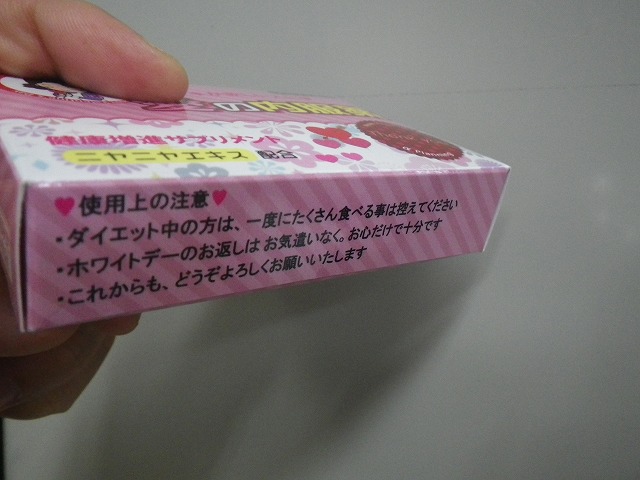 健康増進サプリメント
ニヤニヤエキス 配合
♥使用上の注意♥
・ダイエット中の方は、一度にたくさん食べる事は控えてください
・ホワイトデーのお返しは お気遣いなく。お心だけで十分です
・これからも、どうぞよろしくお願いいたします